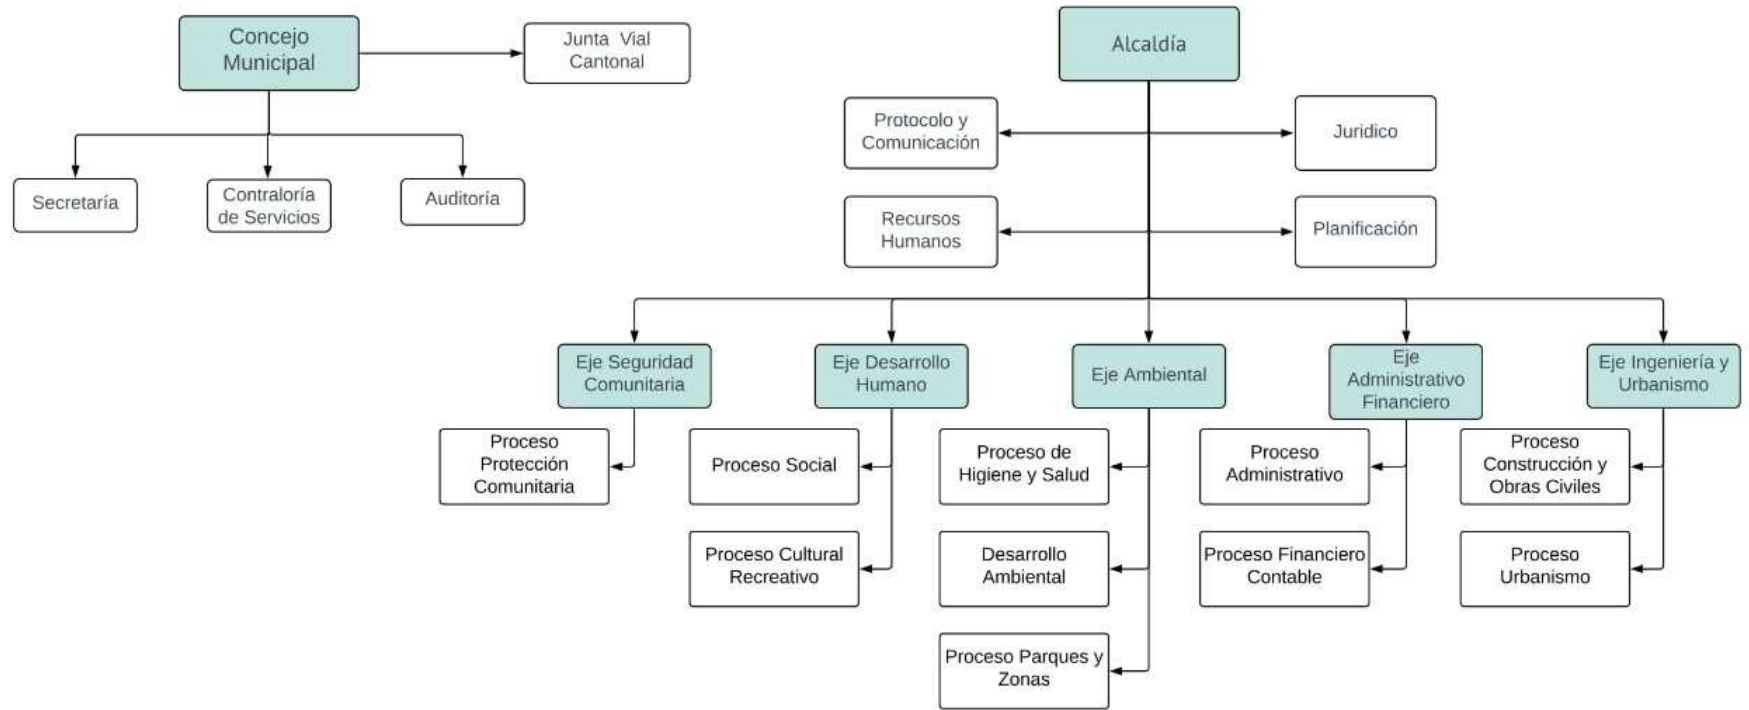 Concejo
Municipal
Junta Vial
Cantonal
Secretaría
Contraloría
de Servicios
Auditoría
Alcaldía
Protocolo y
Comunicación
Juridico
Recursos
Humanos
Planificación
Eje Seguridad
Comunitaria
Eje Desarrollo
Humano
Eje Ambiental
Eje
Administrativo
Financiero
Eje Ingeniería y
Urbanismo
Proceso
Protección
Comunitaria
Proceso Social
Proceso de
Higiene y Salud
Proceso
Administrativo
Proceso
Construcción y
Obras Civiles
Proceso Cultural
Recreativo
Desarrollo
Ambiental
Proceso Financiero
Contable
Proceso
Urbanismo
Proceso Parques y
Zonas